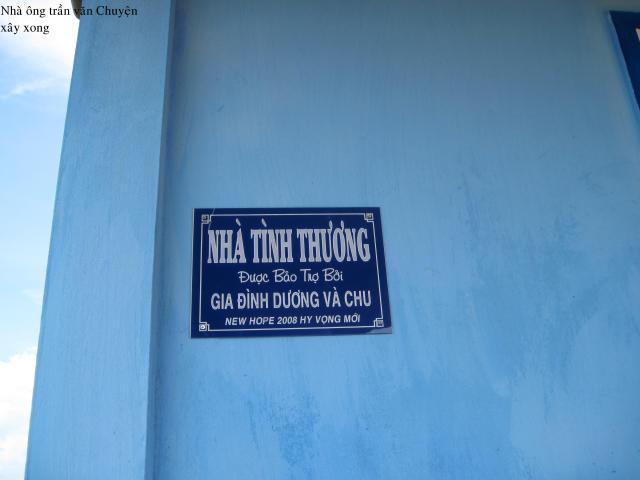 Nhà ông trần văn Chuyện
xây xong
NHÀ TÌNH THƯƠNG
Được Bảo Trợ Bởi
GIA ĐÌNH DƯƠNG VÀ CHU
NEW HOPE 2008 HY VỌNG MỚI